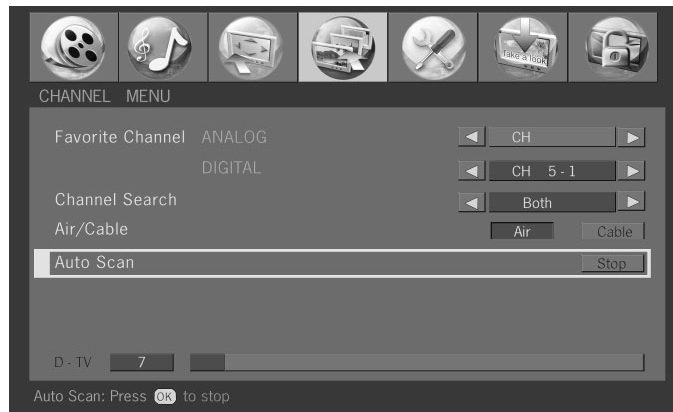 Take a look
CHANNEL MENU
Favorite Channel ANALOG CH
DIGITAL CH 5 - 1
Channel Search Both
Air/Cable Air Cable
Auto Scan Stop
D - TV 7
Auto Scan: Press OK to stop